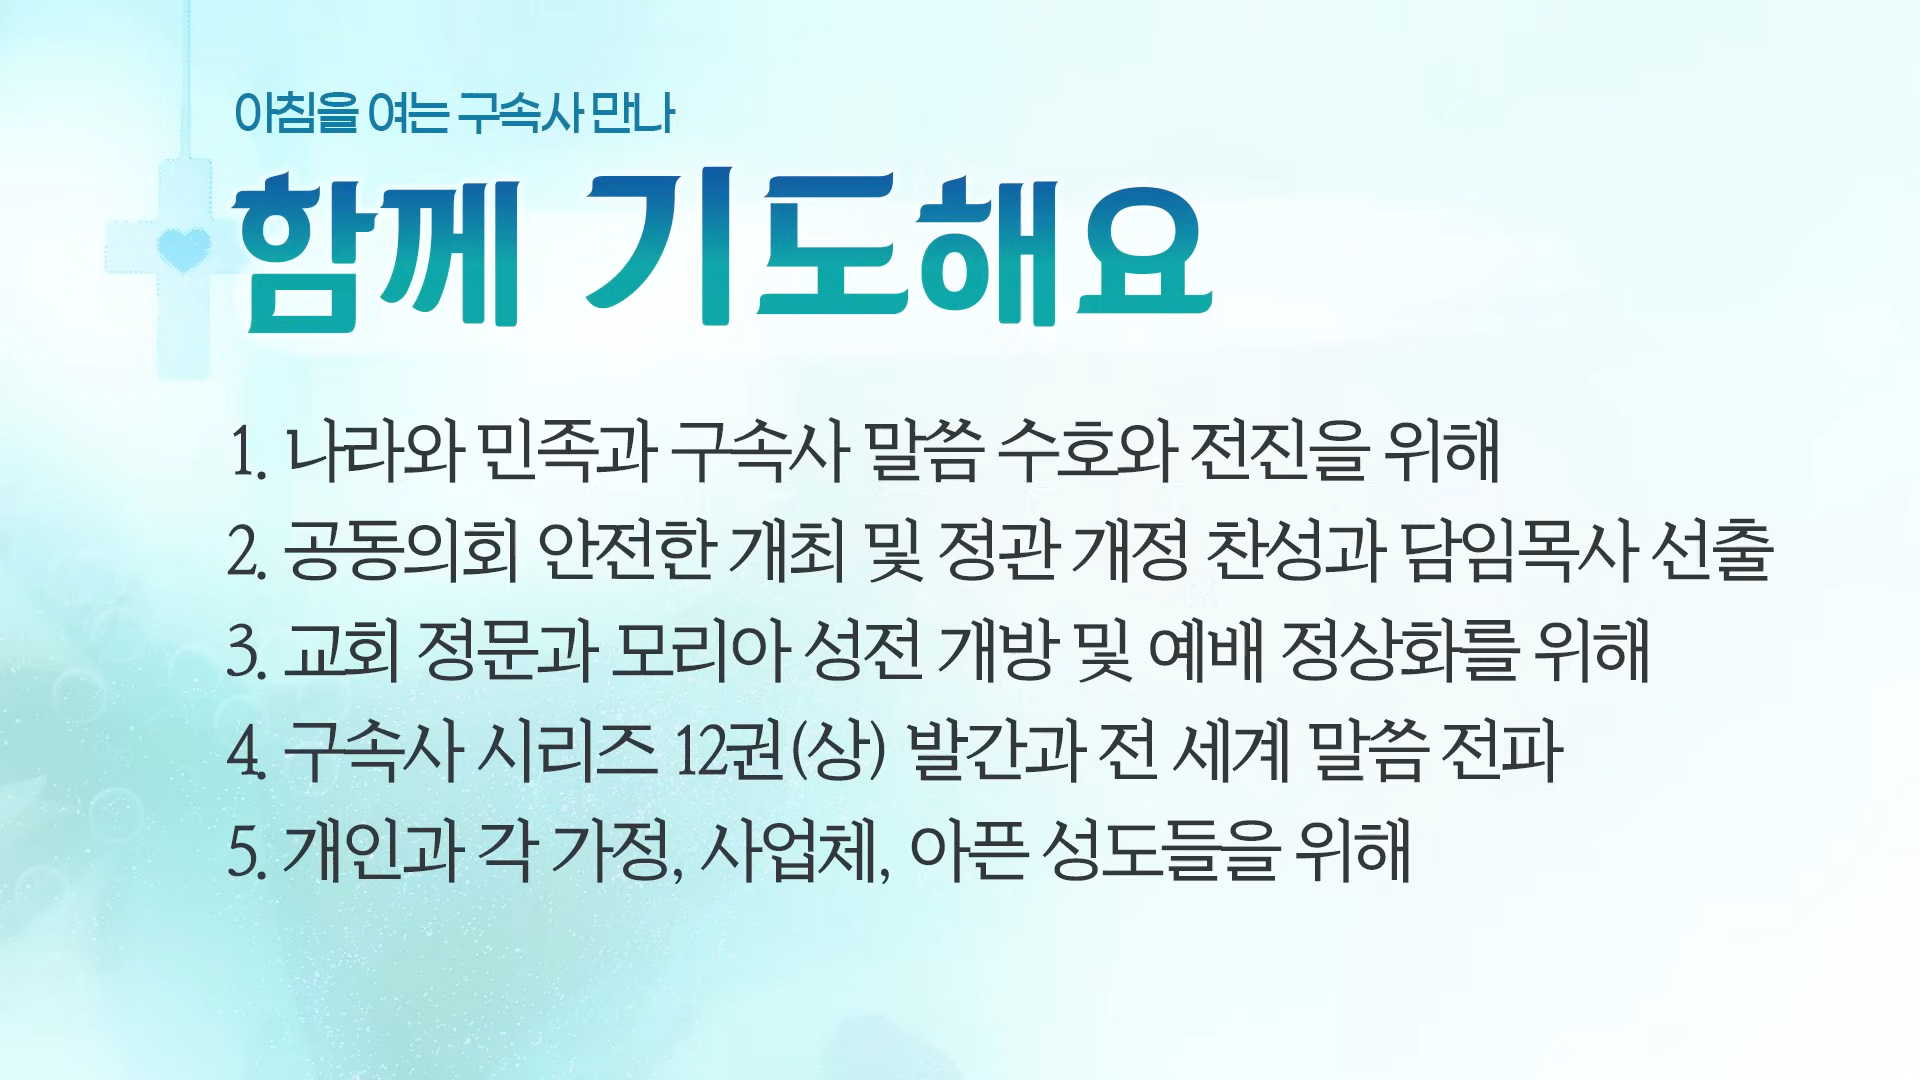 아침을 여는 구속사 만나
함께 기도해요
1. 나라와 민족과 구속사 말씀 수호와 전진을 위해
2. 공동의회 안전한 개최 및 정관 개정 찬성과 담임목사 선출
3. 교회 정문과 모리아 성전 개방 및 예배 정상화를 위해
4. 구속사 시리즈 12권(상) 발간과 전 세계 말씀 전파
5. 개인과 각 가정, 사업체, 아픈 성도들을 위해